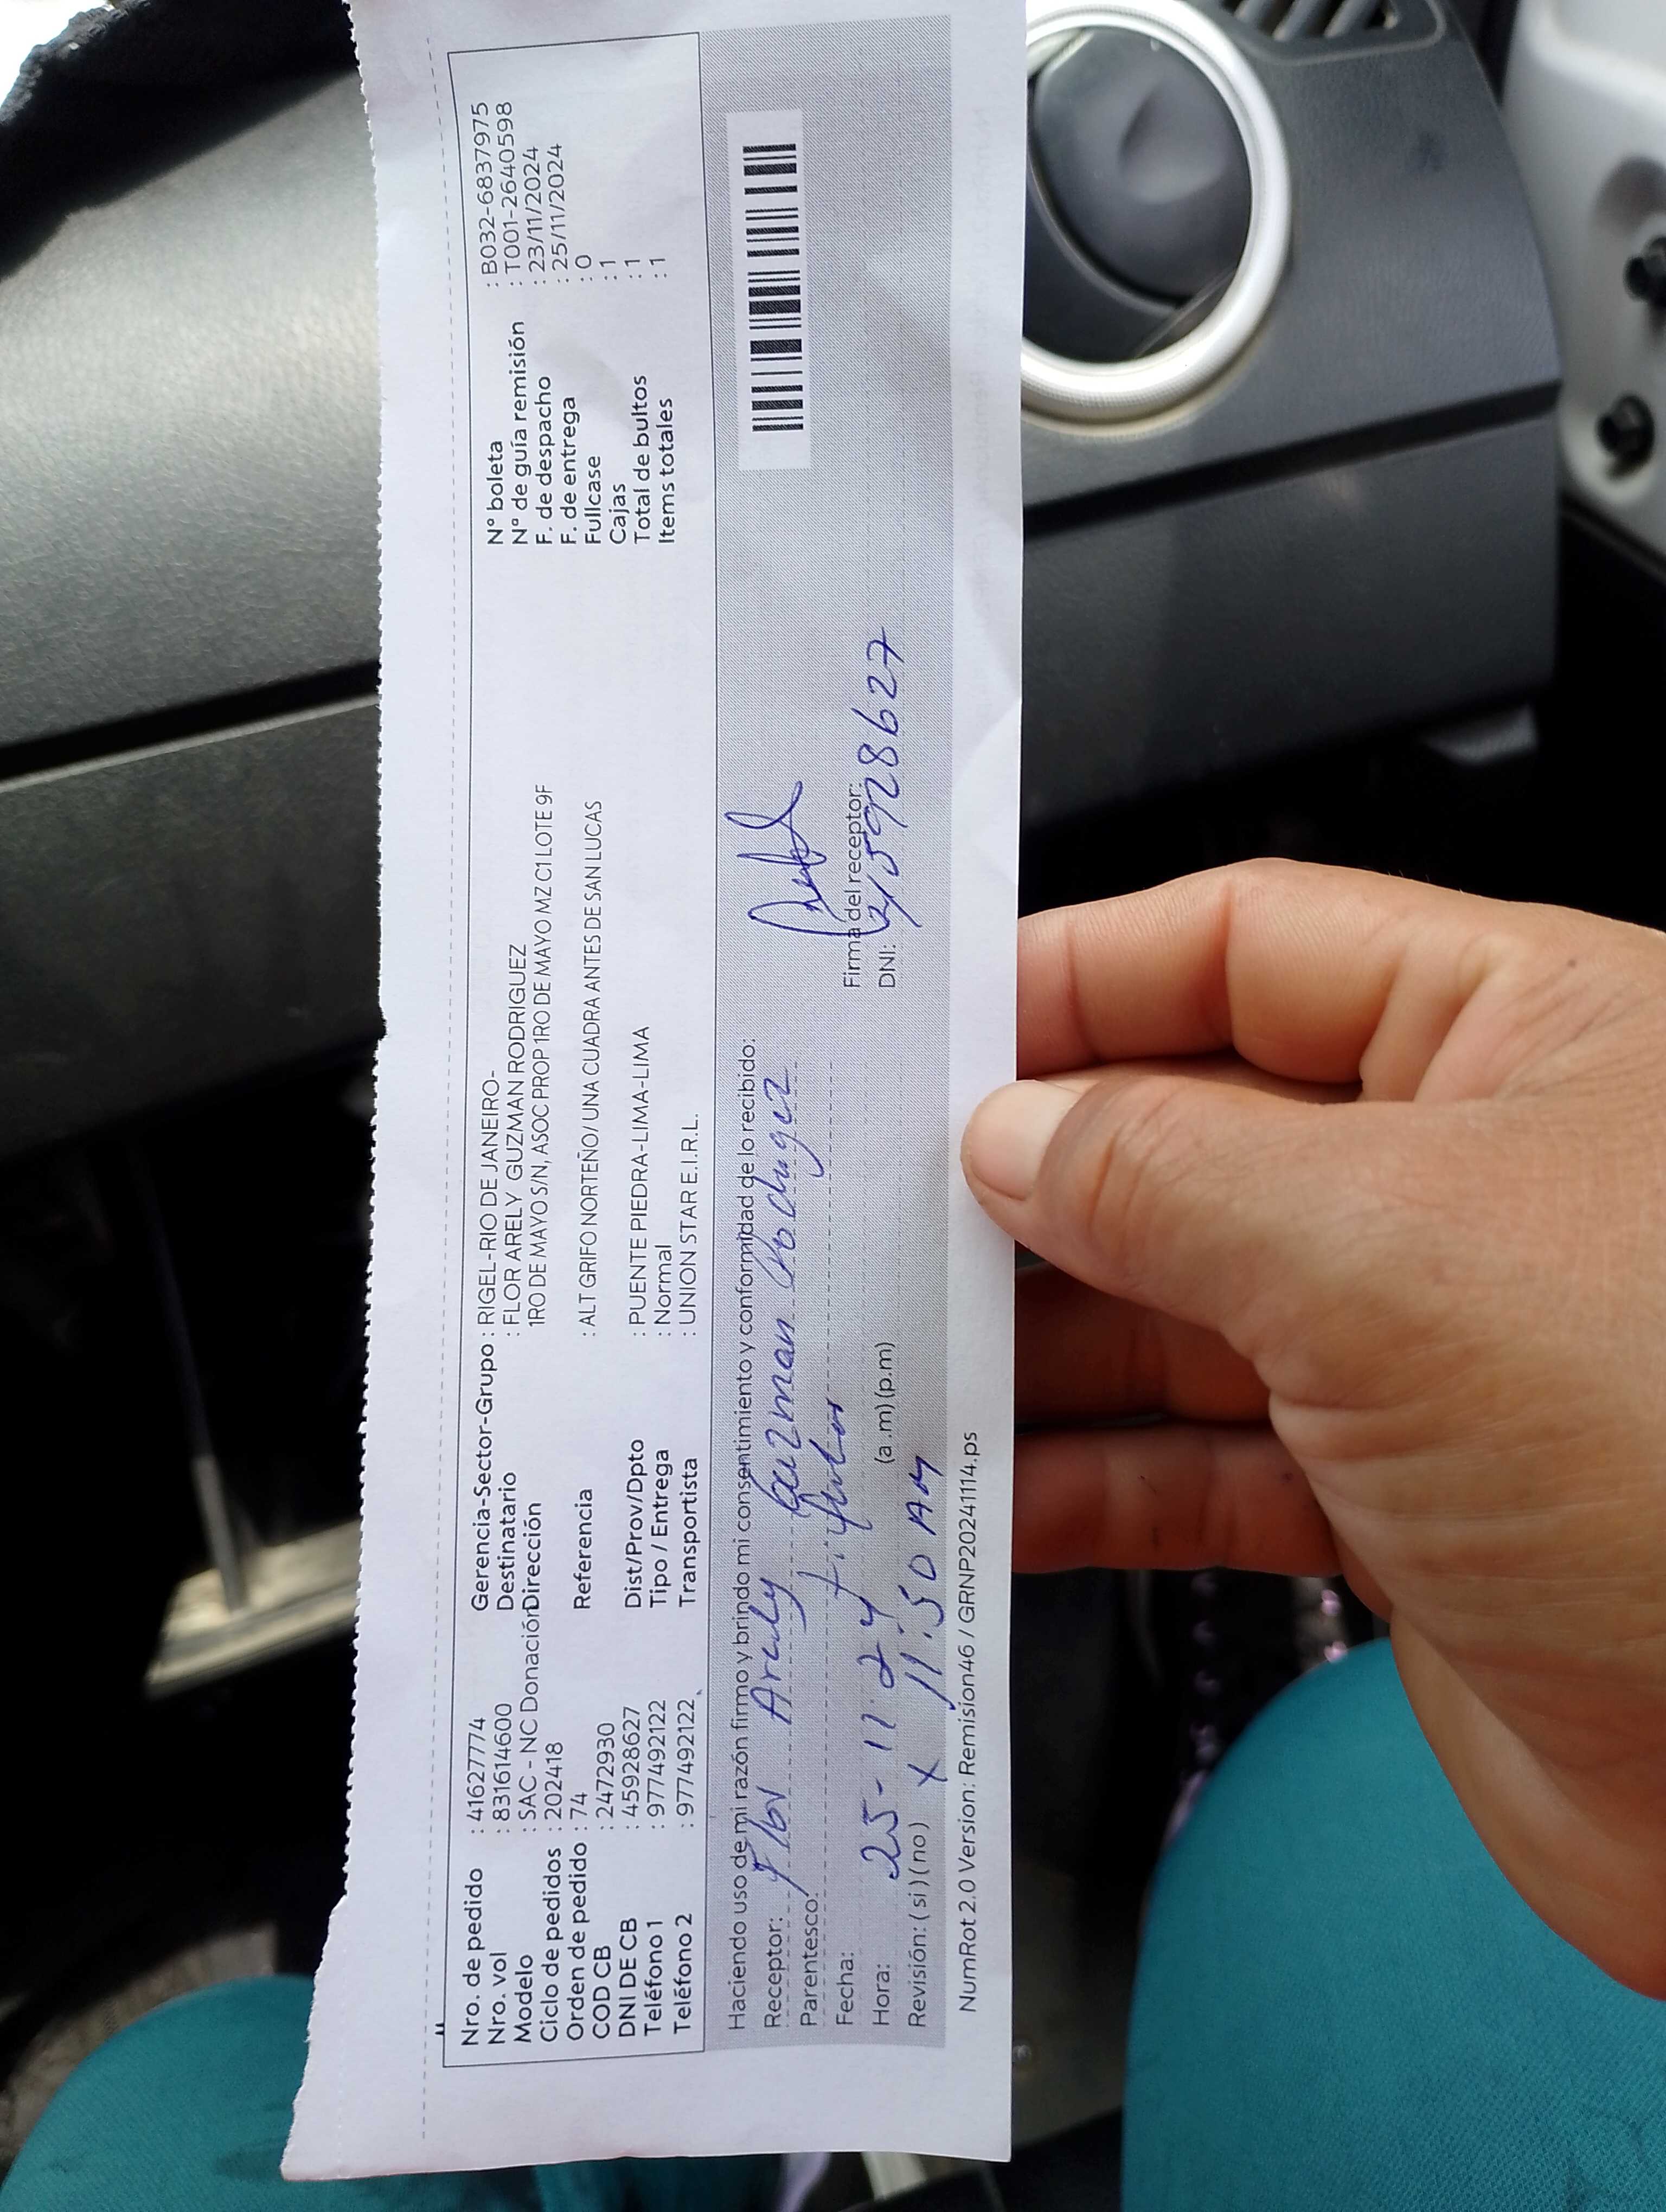 Nro. de pedido : 41627774 Gerencia-Sector-Grupo : RIGEL-RIO DE JANEIRO- N° boleta : B032-6837975
Nro. vol : 831614600 Destinatario : FLOR ARELY GUZMAN RODRIGUEZ N° de guía remisión : T001-2640598
Modelo : SAC - NC Donación Dirección 1RO DE MAYO S/N, ASOC PROP 1RO DE MAYO MZ C1 LOTE 9F F. de despacho : 23/11/2024
Ciclo de pedidos : 202418 F. de entrega : 25/11/2024
Orden de pedido : 74 Referencia : ALT GRIFO NORTEÑO/ UNA CUADRA ANTES DE SAN LUCAS Fullcase : 0
COD CB : 2472930 Cajas : 1
DNI DE CB : 45928627 Dist/Prov/Dpto : PUENTE PIEDRA-LIMA-LIMA Total de bultos : 1
Teléfono 1 : 977492122 Tipo / Entrega : Normal Items totales : 1
Teléfono 2 : 977492122 Transportista : UNION STAR E.I.R.L.
Haciendo uso de mi razón firmo y brindo mi consentimiento y conformidad de lo recibido:
Receptor: Flor Arely Guzman Rodriguez
Parentesco: Titular
Fecha: 25-11-24 Firma del receptor:
Hora: 11:50 AM (a .m) (p.m) DNI: 45928627
Revisión: ( si ) ( no ) x
NumRot 2.0 Version: Remision46 / GRNP20241114.ps